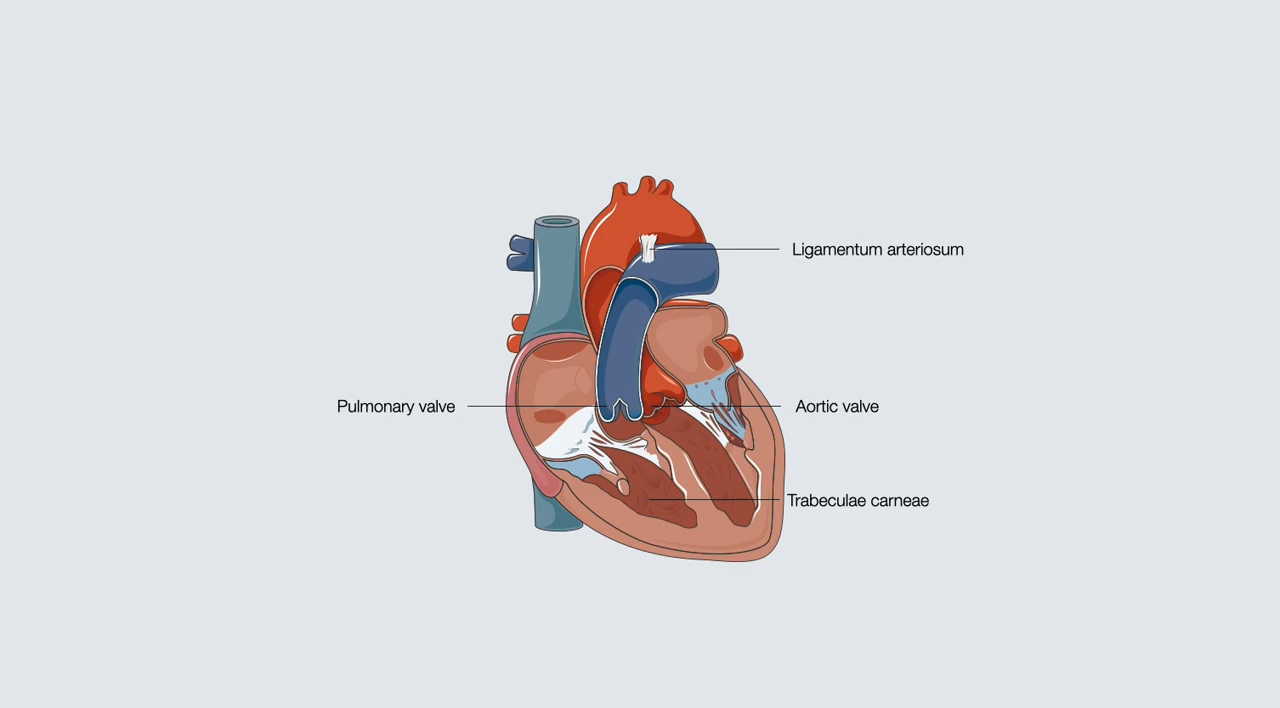 Ligamentum arteriosum
Pulmonary valve
Aortic valve
Trabeculae carneae